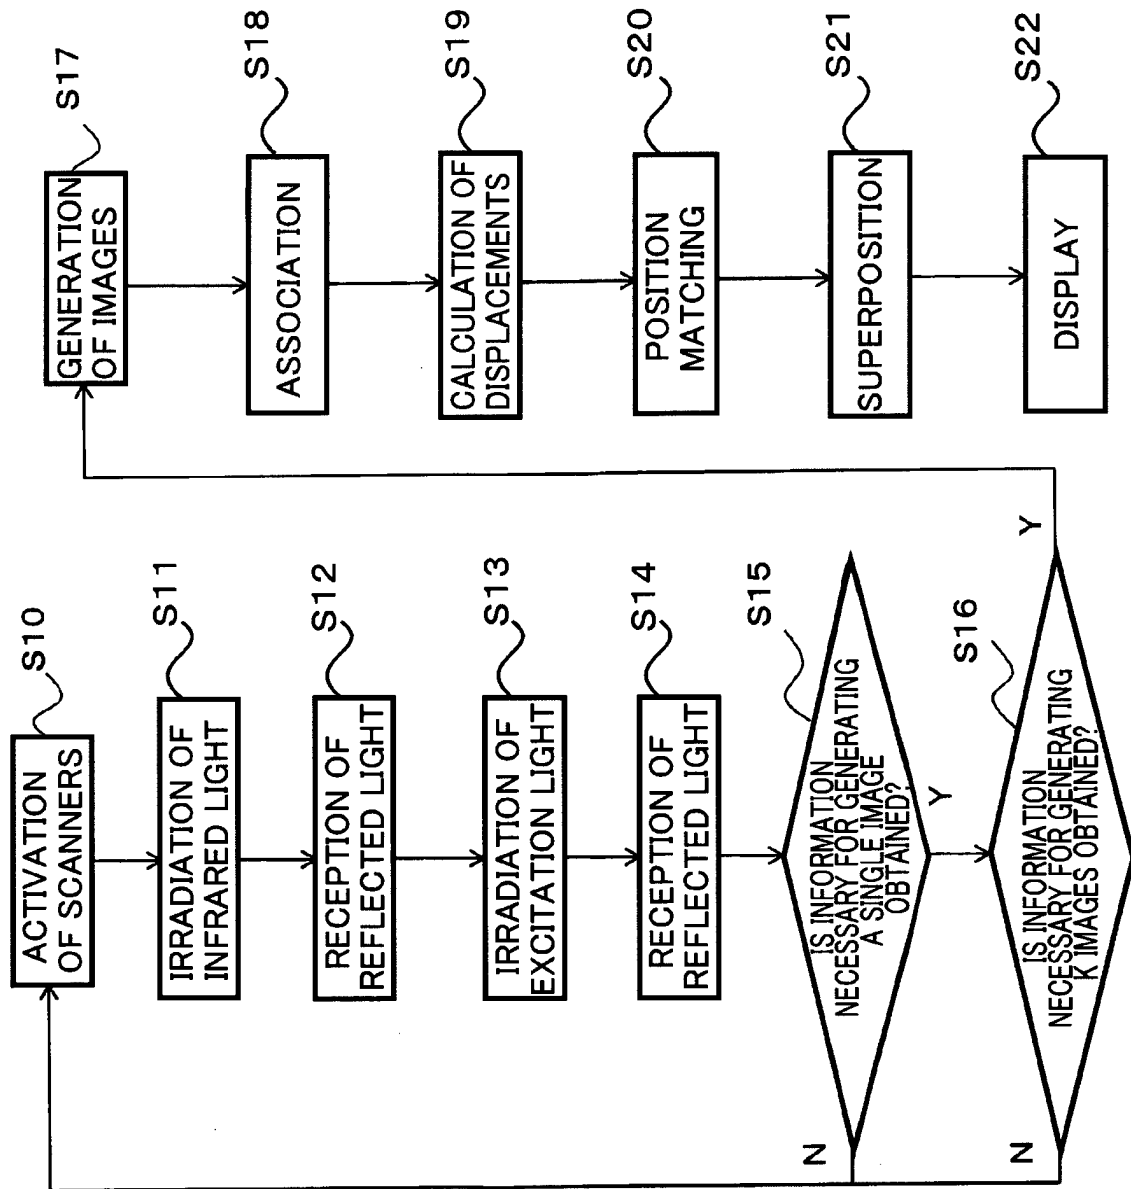 S10
ACTIVATION
OF SCANNERS
S11
IRRADIATION OF
INFRARED LIGHT
S12
RECEPTION OF
REFLECTED LIGHT
S13
IRRADIATION OF
EXCITATION LIGHT
S14
RECEPTION OF
REFLECTED LIGHT
S15
IS INFORMATION
NECESSARY FOR GENERATING
A SINGLE IMAGE
OBTAINED?
N
Y
S16
IS INFORMATION
NECESSARY FOR GENERATING
K IMAGES OBTAINED?
N
Y
S17
GENERATION
OF IMAGES
S18
ASSOCIATION
S19
CALCULATION OF
DISPLACEMENTS
S20
POSITION
MATCHING
S21
SUPERPOSITION
S22
DISPLAY